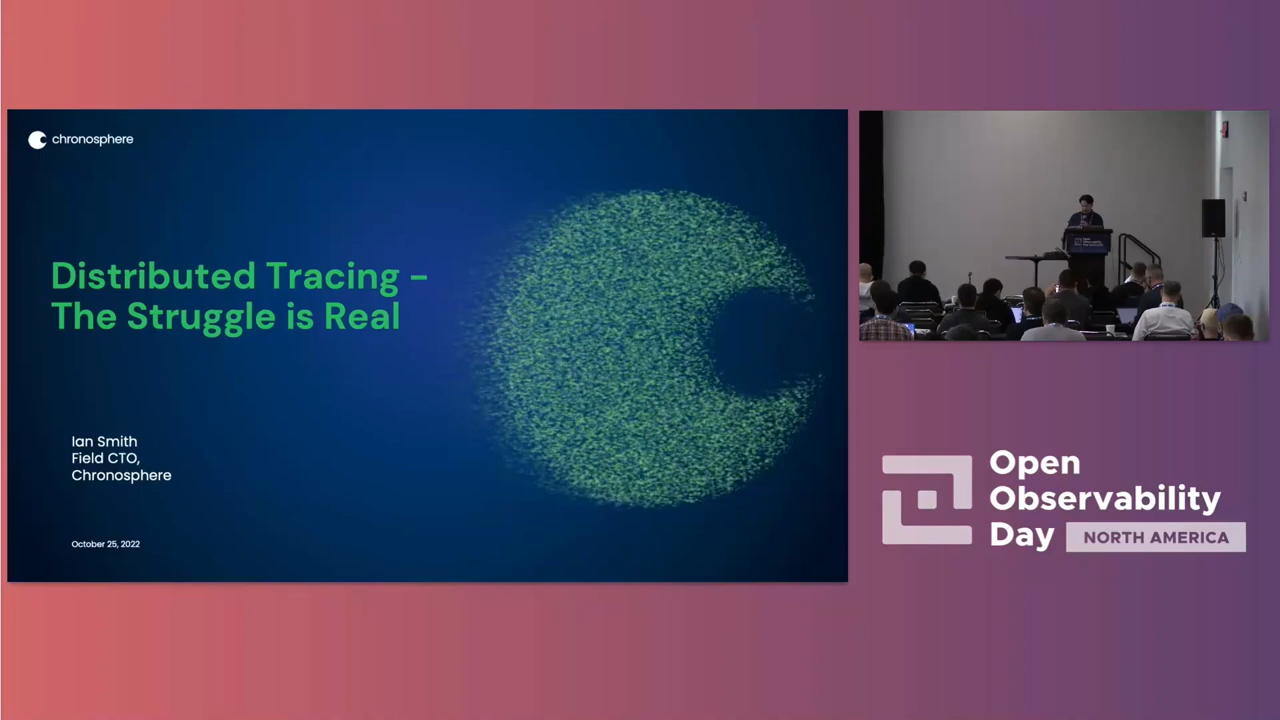 chronosphere
Distributed Tracing -
The Struggle is Real
Ian Smith
Field CTO,
Chronosphere
October 25, 2022
Open
Observability
Day
NORTH AMERICA